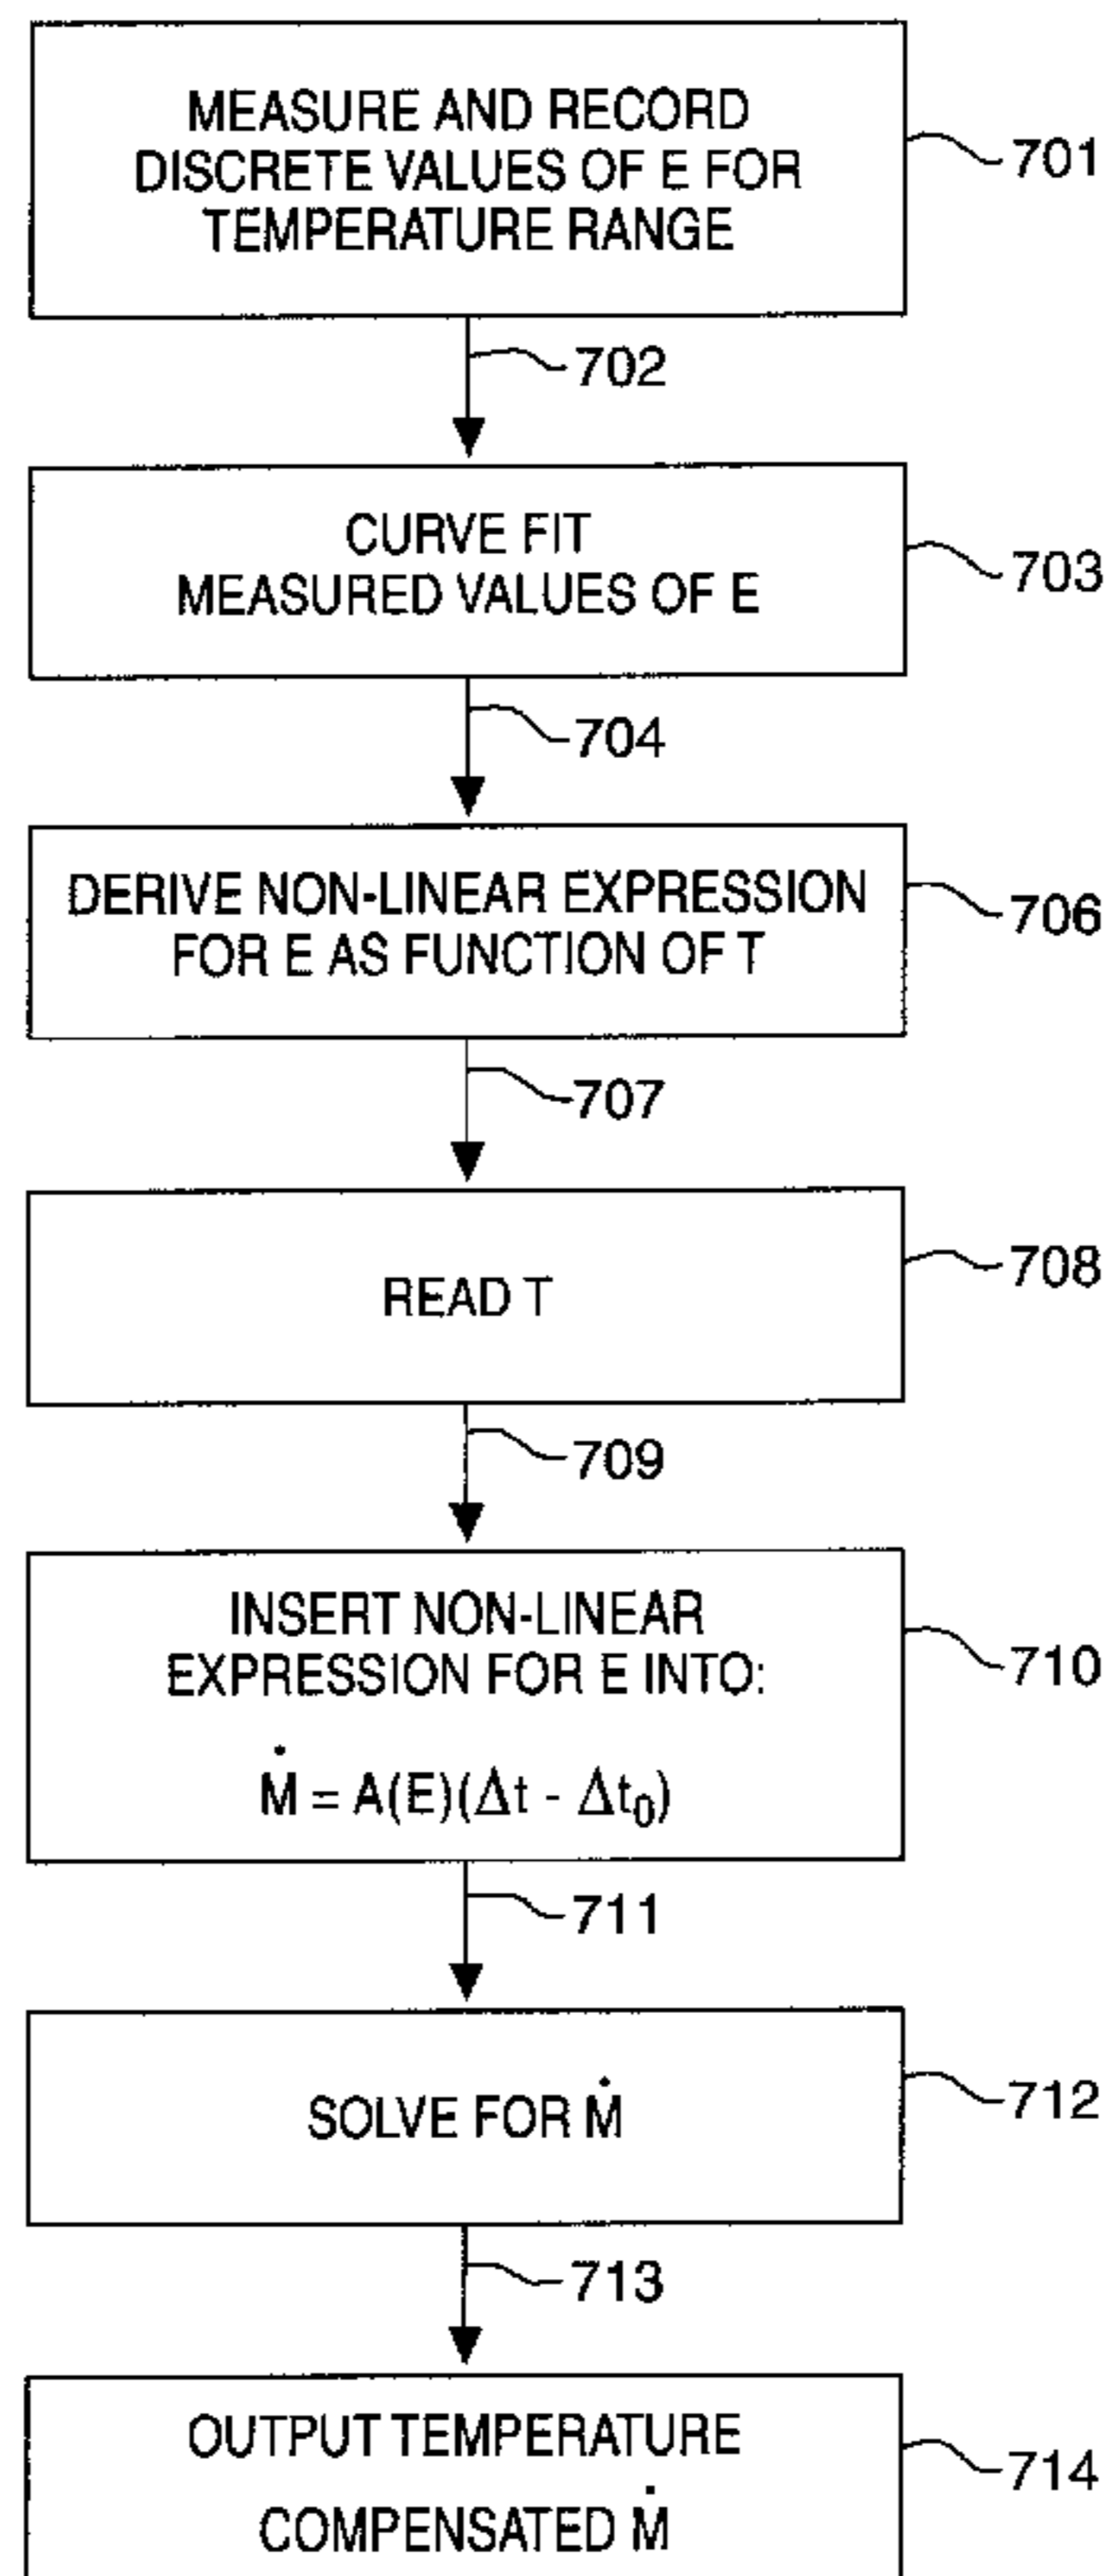 MEASURE AND RECORD
DISCRETE VALUES OF E FOR
TEMPERATURE RANGE
701
702
CURVE FIT
MEASURED VALUES OF E
703
704
DERIVE NON-LINEAR EXPRESSION
FOR E AS FUNCTION OF T
706
707
READ T
708
709
INSERT NON-LINEAR
EXPRESSION FOR E INTO:
Ṁ = A(E)(Δt - Δt₀)
710
711
SOLVE FOR Ṁ
712
713
OUTPUT TEMPERATURE
COMPENSATED Ṁ
714